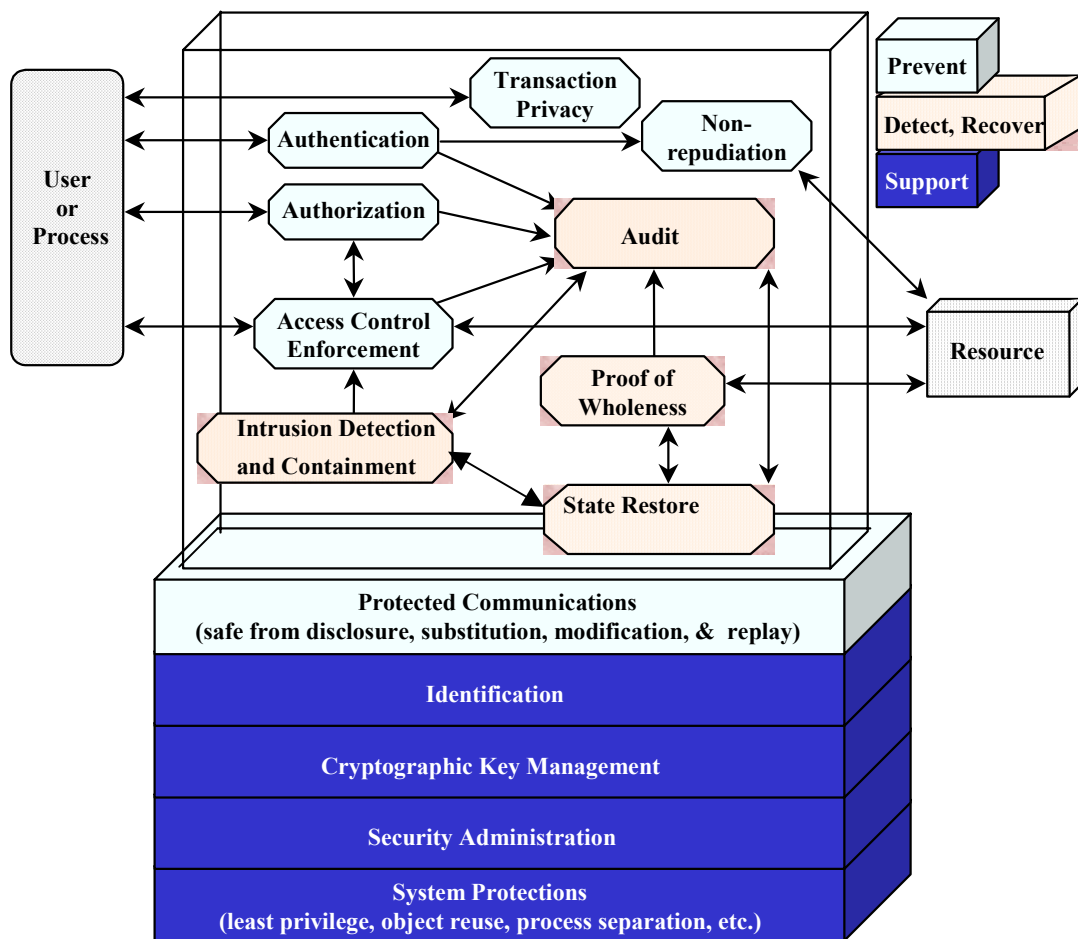 Prevent
Detect, Recover
Support
User
or
Process
Transaction
Privacy
Authentication
Non-
repudiation
Authorization
Audit
Access Control
Enforcement
Resource
Proof of
Wholeness
Intrusion Detection
and Containment
State Restore
Protected Communications
(safe from disclosure, substitution, modification, & replay)
Identification
Cryptographic Key Management
Security Administration
System Protections
(least privilege, object reuse, process separation, etc.)